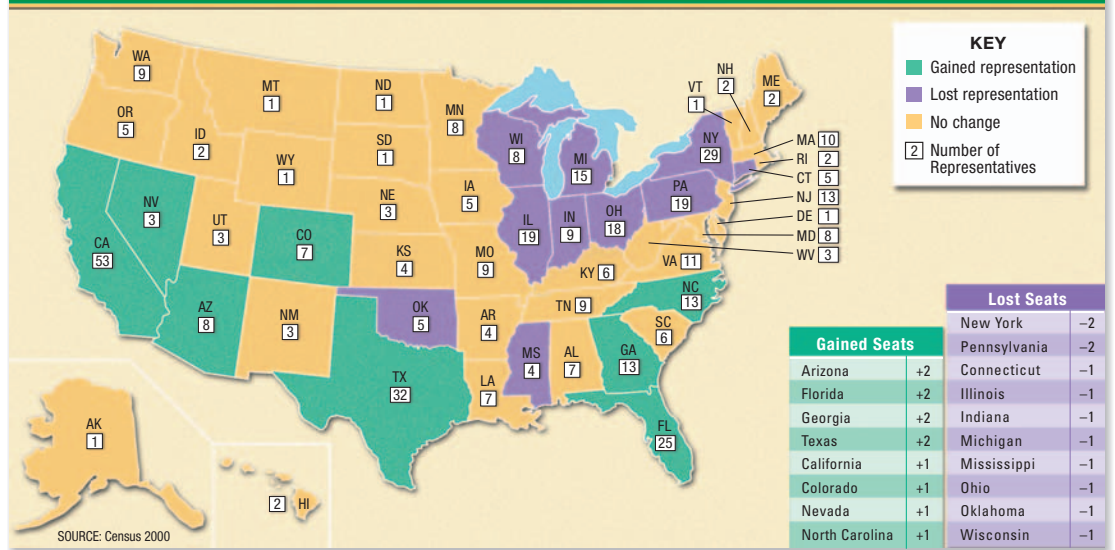 WA
9
MT
1
ND
1
MN
8
OR
5
ID
2
WY
1
SD
1
NE
3
IA
5
WI
8
MI
15
NY
29
VT
1
NH
2
ME
2
MA 10
RI 2
CT 5
NJ 13
DE 1
MD 8
WV 3
NV
3
UT
3
CO
7
CA
53
KS
4
MO
9
IL
19
IN
9
OH
18
PA
19
KY 6
VA 11
AZ
8
NM
3
OK
5
AR
4
TN 9
NC
13
SC
6
TX
32
LA
7
MS
4
AL
7
GA
13
FL
25
AK
1
2 HI
SOURCE: Census 2000
KEY
Gained representation
Lost representation
No change
2 Number of
Representatives
Gained Seats
Arizona +2
Florida +2
Georgia +2
Texas +2
California +1
Colorado +1
Nevada +1
North Carolina +1
Lost Seats
New York –2
Pennsylvania –2
Connecticut –1
Illinois –1
Indiana –1
Michigan –1
Mississippi –1
Ohio –1
Oklahoma –1
Wisconsin –1